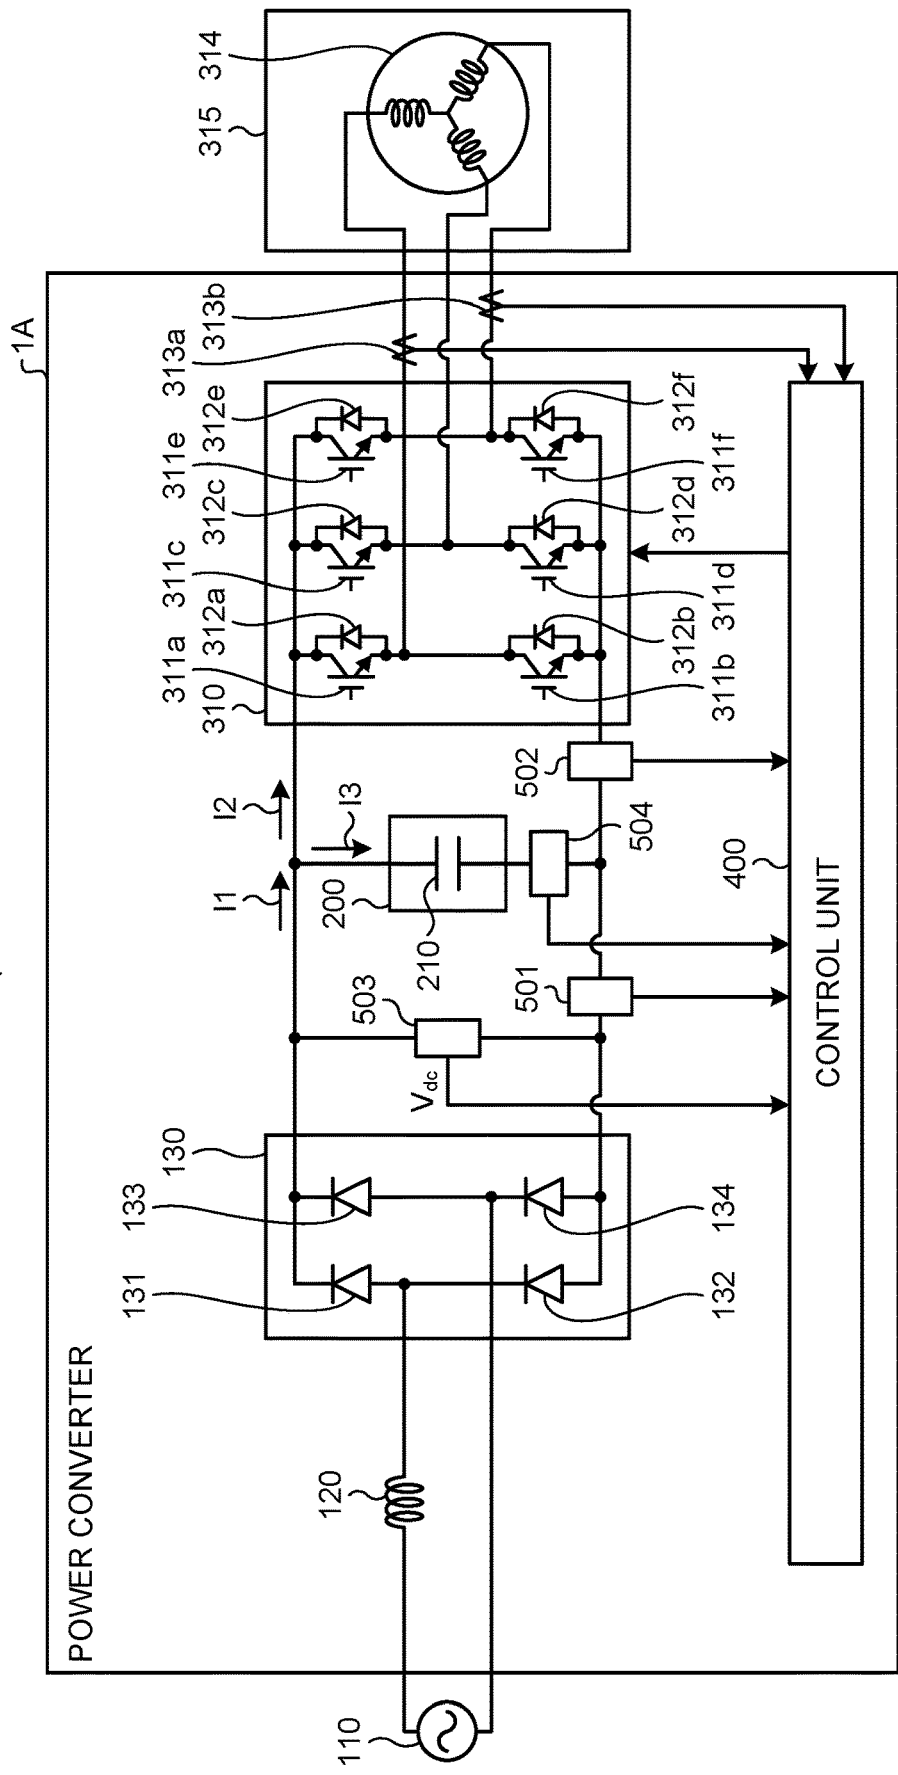 1A
POWER CONVERTER
110
120
130
131
133
132
134
503
Vdc
501
I1
I2
I3
200
210
504
502
310
311a
312a
311c
312c
311e
312e
311b
312b
311d
312d
311f
312f
313a
313b
315
314
400
CONTROL UNIT